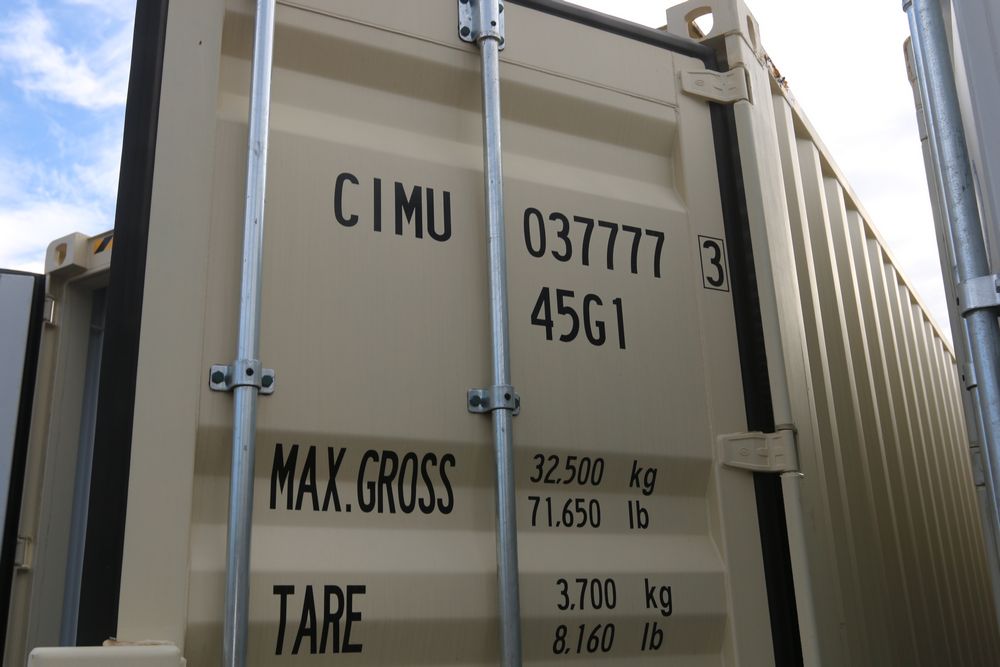 CIMU 037777 3
45G1
MAX.GROSS 32,500 kg
71,650 lb
TARE 3,700 kg
8,160 lb